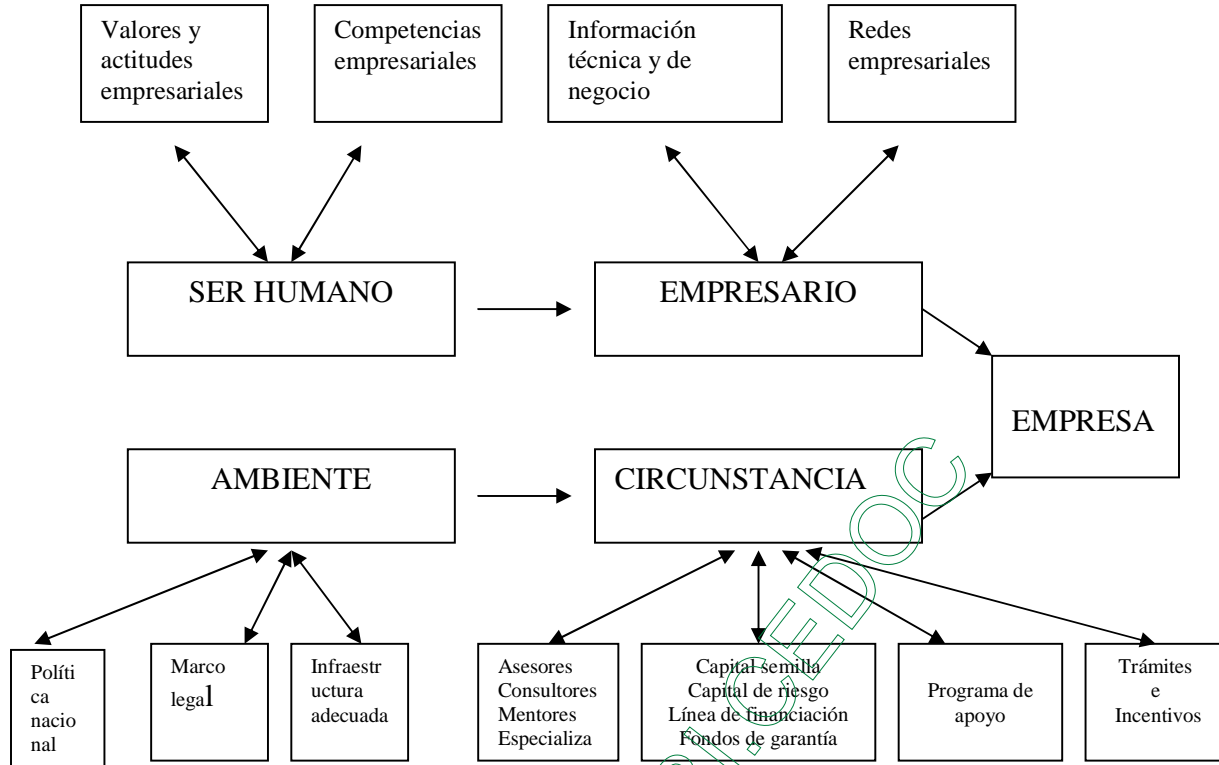 Valores y
actitudes
empresariales
Competencias
empresariales
Información
técnica y de
negocio
Redes
empresariales
SER HUMANO
EMPRESARIO
EMPRESA
AMBIENTE
CIRCUNSTANCIA
Políti
ca
nacio
nal
Marco
legal
Infraestr
uctura
adecuada
Asesores
Consultores
Mentores
Especializa
Capital semilla
Capital de riesgo
Línea de financiación
Fondos de garantía
Programa de
apoyo
Trámites
e
Incentivos
CEDOC